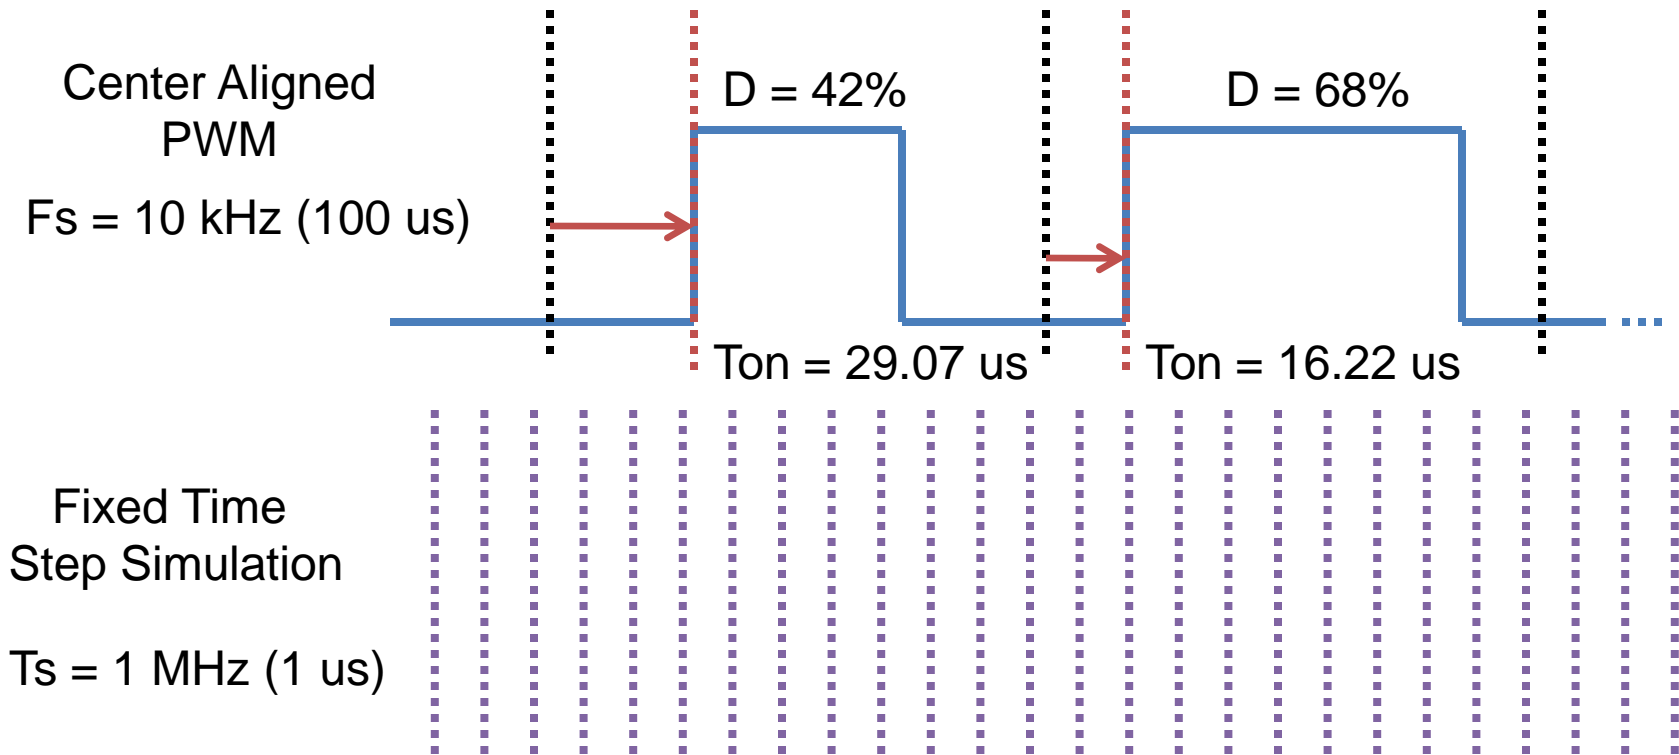 Center Aligned
PWM
Fs = 10 kHz (100 us)
D = 42%
D = 68%
Ton = 29.07 us
Ton = 16.22 us
Fixed Time
Step Simulation
Ts = 1 MHz (1 us)